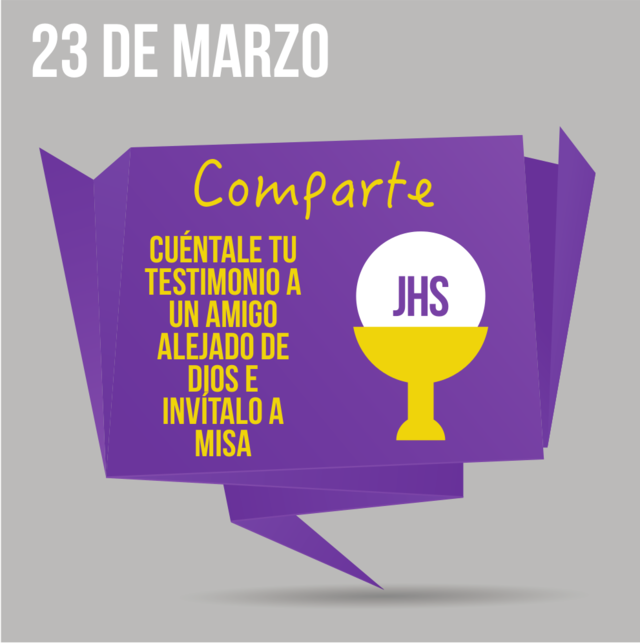 23 DE MARZO
Comparte
CUÉNTALE TU
TESTIMONIO A
UN AMIGO
ALEJADO DE
DIOS E
INVÍTALO A
MISA
JHS